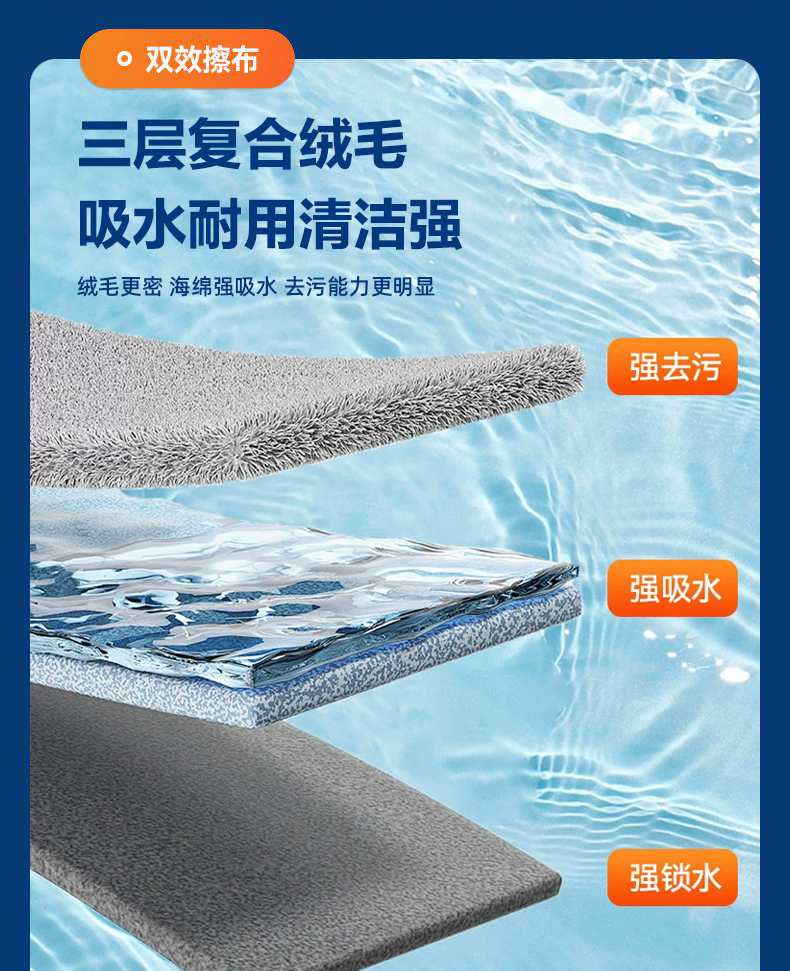 双效擦布
三层复合绒毛
吸水耐用清洁强
绒毛更密 海绵强吸水 去污能力更明显
强去污
强吸水
强锁水